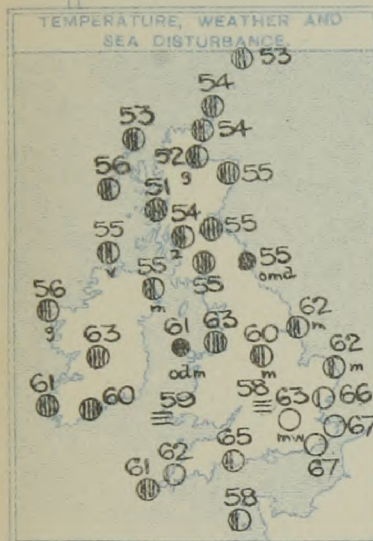 TEMPERATURE, WEATHER AND
SEA DISTURBANCE.
53
54
53 54
52
56 g 55
51
54 55
55 z
v 55 55
m 55 omd
56
g 62
m
63 61 63 60
odm m 62
m
61 60 59 58 63 66
mw 67
65 67
62
61
58